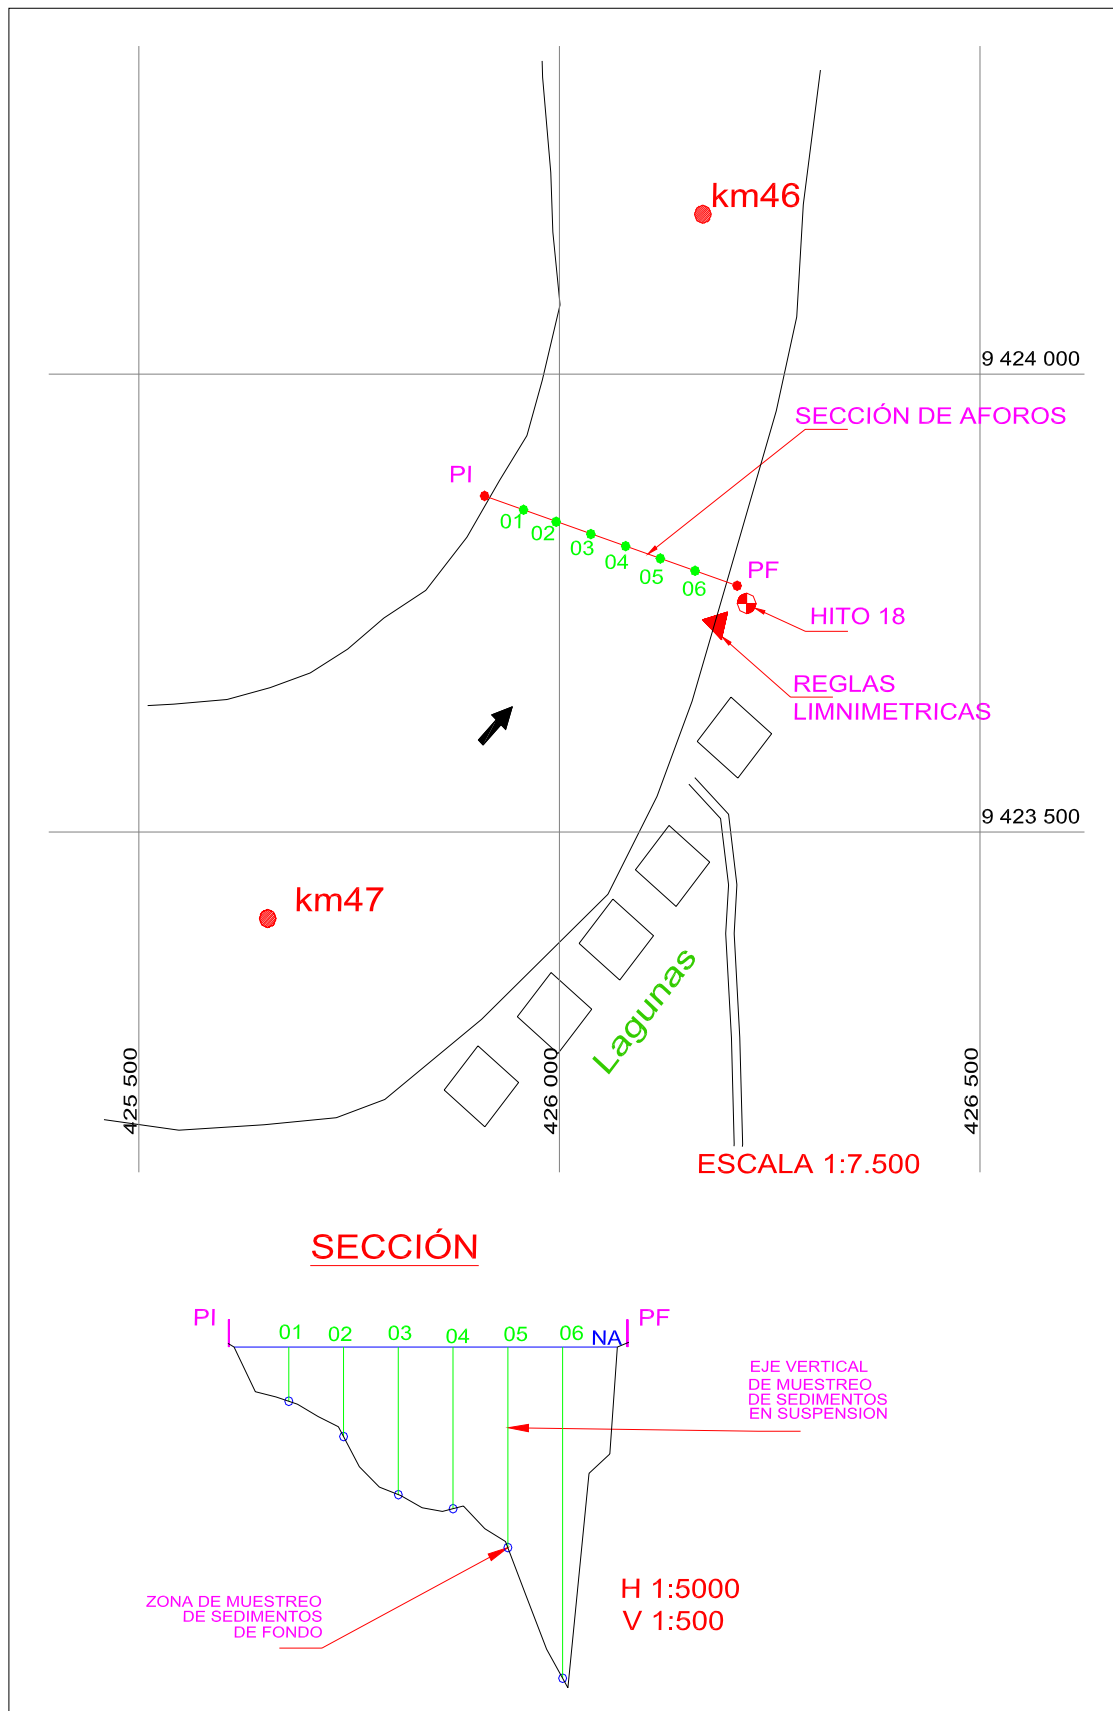 km46
9 424 000
SECCIÓN DE AFOROS
PI
01
02
03
04
05
06
PF
HITO 18
REGLAS
LIMNIMETRICAS
9 423 500
km47
Lagunas
425 500
426 000
426 500
ESCALA 1:7.500
SECCIÓN
PI
01
02
03
04
05
06
NA
PF
EJE VERTICAL
DE MUESTREO
DE SEDIMENTOS
EN SUSPENSION
ZONA DE MUESTREO
DE SEDIMENTOS
DE FONDO
H 1:5000
V 1:500